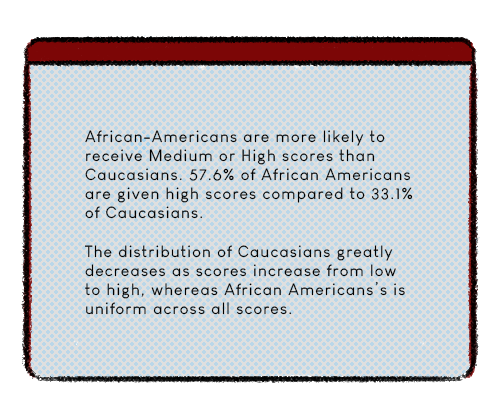 African-Americans are more likely to
receive Medium or High scores than
Caucasians. 57.6% of African Americans
are given high scores compared to 33.1%
of Caucasians.
The distribution of Caucasians greatly
decreases as scores increase from low
to high, whereas African Americans's is
uniform across all scores.